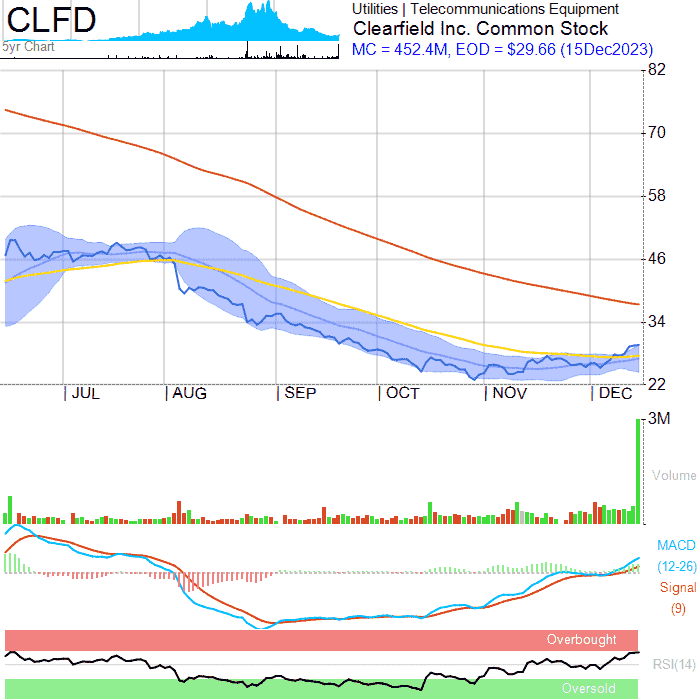 CLFD
5yr Chart
Utilities | Telecommunications Equipment
Clearfield Inc. Common Stock
MC = 452.4M, EOD = $29.66 (15Dec2023)
82
70
58
46
34
22
JUL
AUG
SEP
OCT
NOV
DEC
3M
Volume
MACD
(12-26)
Signal
(9)
Overbought
RSI(14)
Oversold